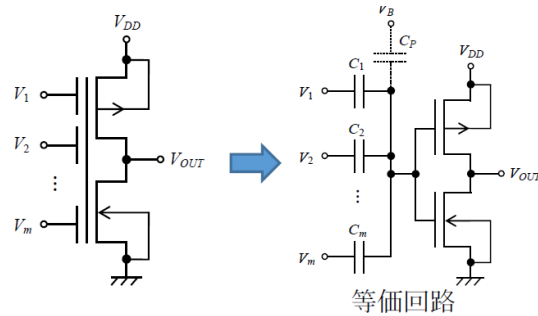 V_DD
V_1
V_2
⋮
V_m
V_OUT
V_B
C_P
V_DD
C_1
V_1
C_2
V_2
⋮
C_m
V_m
V_OUT
等価回路